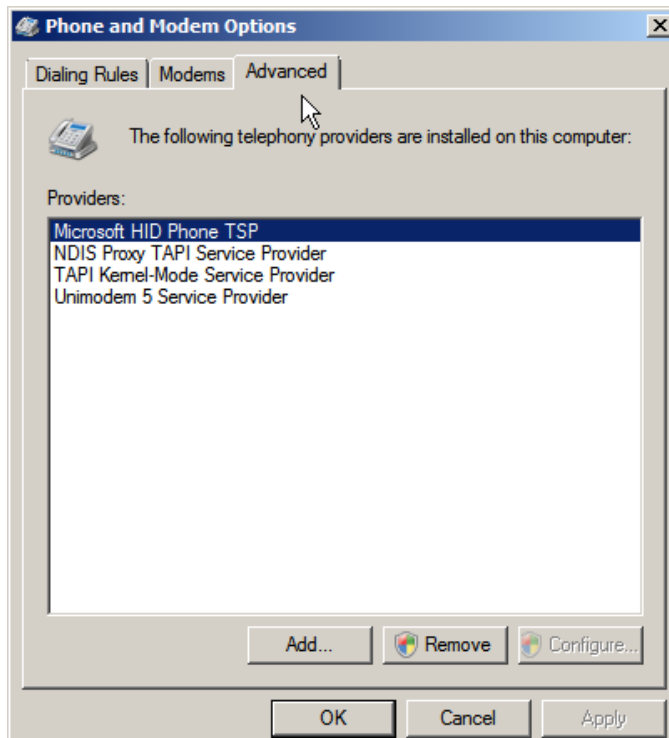 Phone and Modem Options
Dialing Rules Modems Advanced
The following telephony providers are installed on this computer:
Providers:
Microsoft HID Phone TSP
NDIS Proxy TAPI Service Provider
TAPI Kernel-Mode Service Provider
Unimodem 5 Service Provider
Add... Remove Configure...
OK Cancel Apply